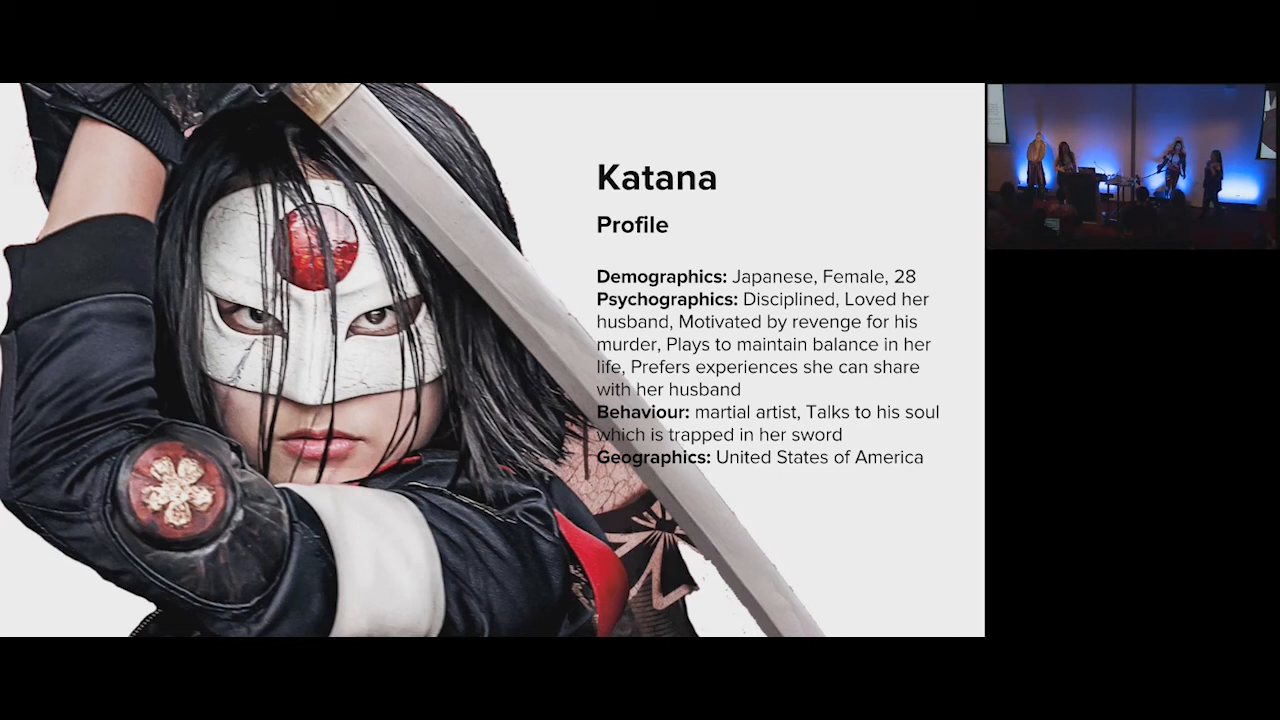 Katana
Profile
Demographics: Japanese, Female, 28
Psychographics: Disciplined, Loved her
husband, Motivated by revenge for his
murder, Plays to maintain balance in her
life, Prefers experiences she can share
with her husband
Behaviour: martial artist, Talks to his soul
which is trapped in her sword
Geographics: United States of America